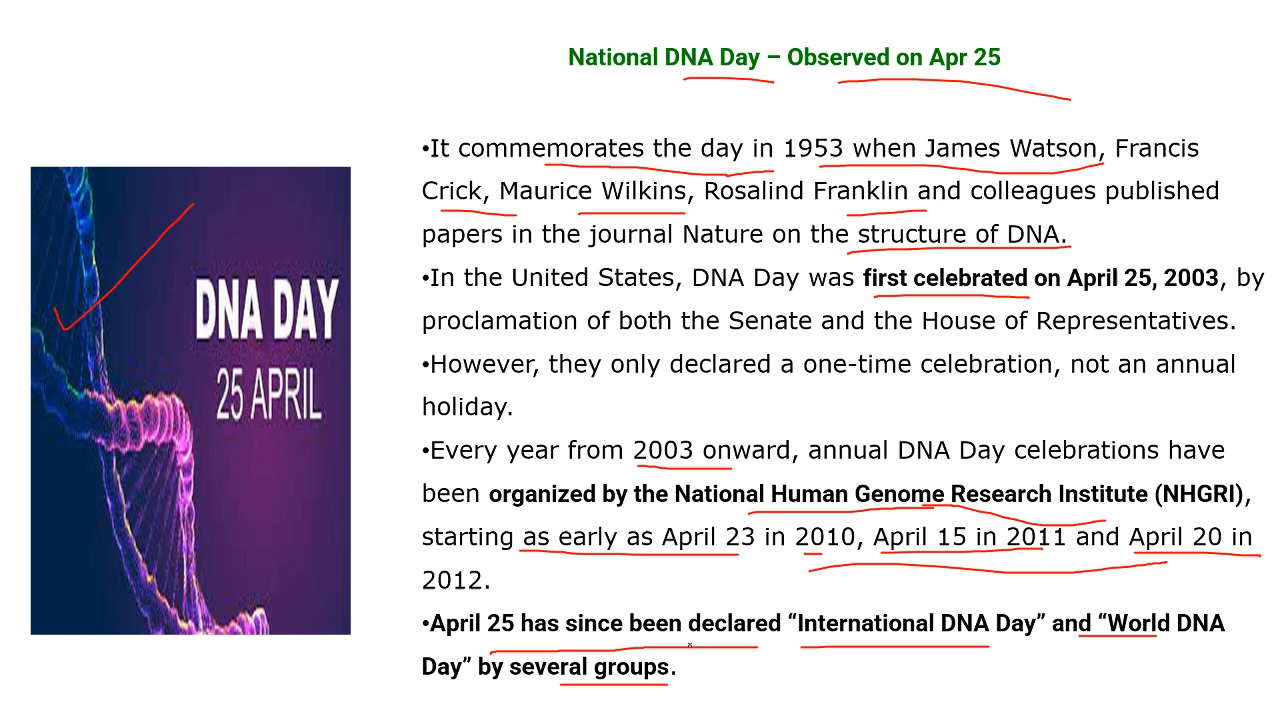 National DNA Day – Observed on Apr 25
•It commemorates the day in 1953 when James Watson, Francis
Crick, Maurice Wilkins, Rosalind Franklin and colleagues published
papers in the journal Nature on the structure of DNA.
•In the United States, DNA Day was first celebrated on April 25, 2003, by
proclamation of both the Senate and the House of Representatives.
•However, they only declared a one-time celebration, not an annual
holiday.
•Every year from 2003 onward, annual DNA Day celebrations have
been organized by the National Human Genome Research Institute (NHGRI),
starting as early as April 23 in 2010, April 15 in 2011 and April 20 in
2012.
•April 25 has since been declared “International DNA Day” and “World DNA
Day” by several groups.
DNA DAY
25 APRIL